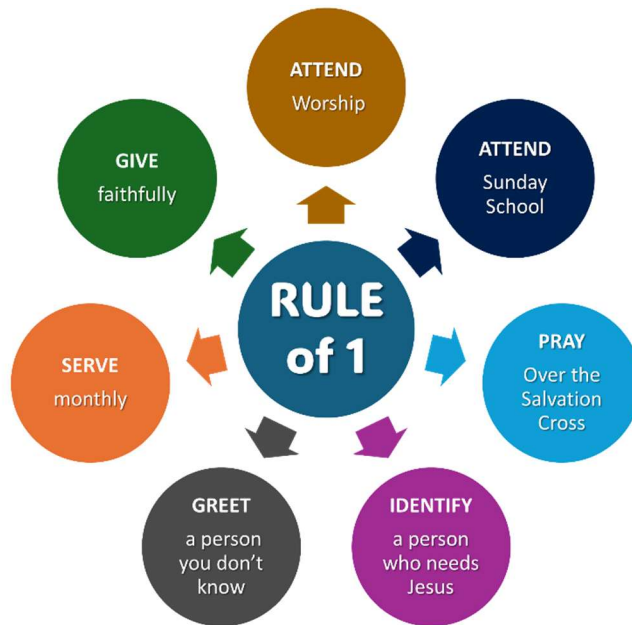 ATTEND
Worship
ATTEND
Sunday
School
PRAY
Over the
Salvation
Cross
IDENTIFY
a person
who needs
Jesus
GREET
a person
you don't
know
SERVE
monthly
GIVE
faithfully
RULE
of 1